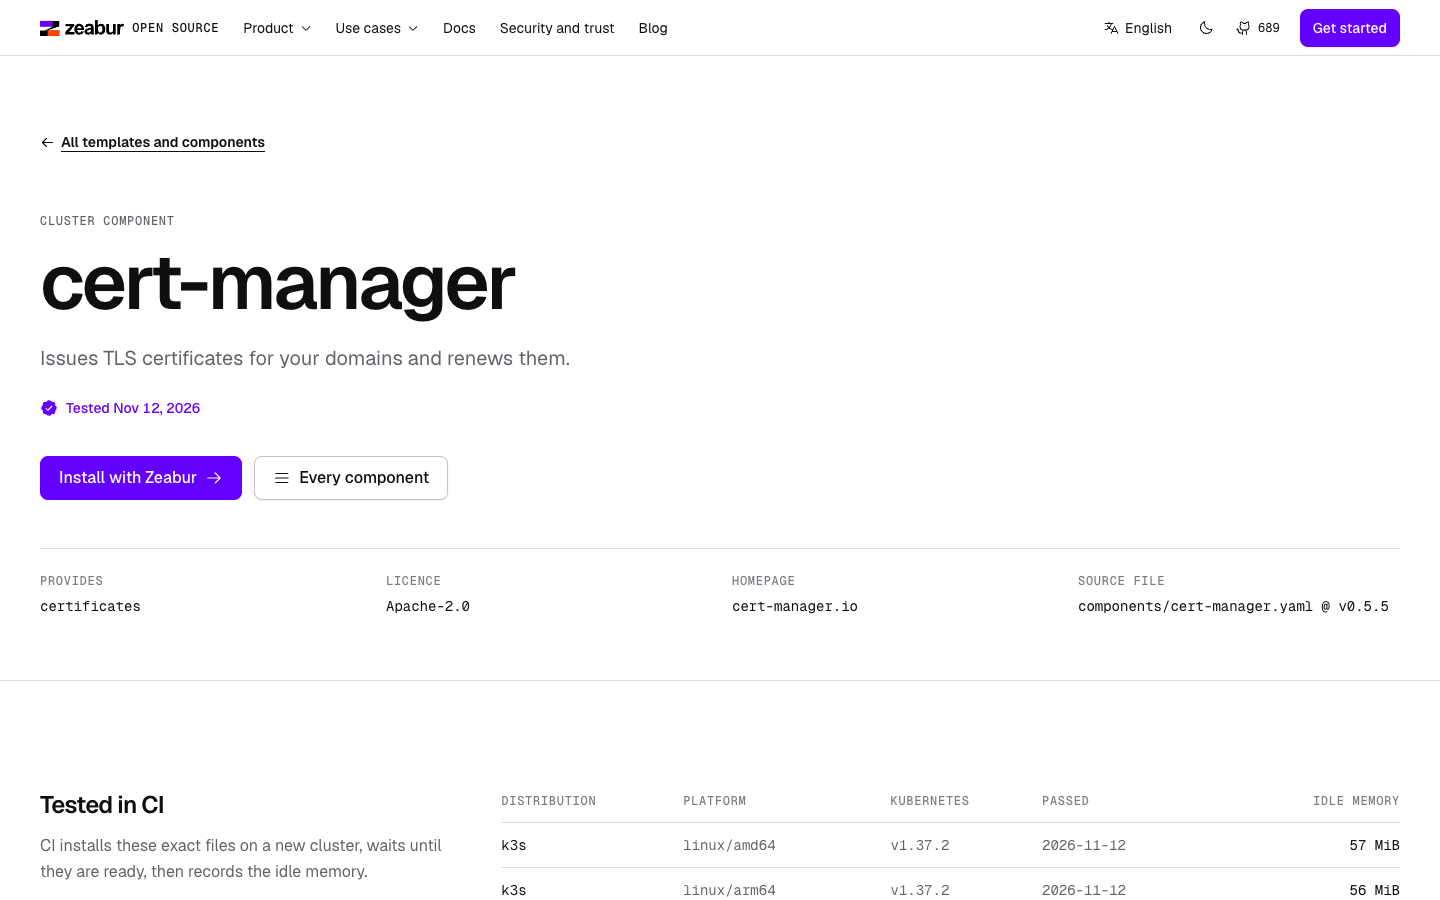 zeabur OPEN SOURCE Product Use cases Docs Security and trust Blog English 689 Get started
All templates and components
CLUSTER COMPONENT
cert-manager
Issues TLS certificates for your domains and renews them.
Tested Nov 12, 2026
Install with Zeabur Every component
PROVIDES LICENCE HOMEPAGE SOURCE FILE
certificates Apache-2.0 cert-manager.io components/cert-manager.yaml @ v0.5.5
Tested in CI
CI installs these exact files on a new cluster, waits until
they are ready, then records the idle memory.
DISTRIBUTION PLATFORM KUBERNETES PASSED IDLE MEMORY
k3s linux/amd64 v1.37.2 2026-11-12 57 MiB
k3s linux/arm64 v1.37.2 2026-11-12 56 MiB